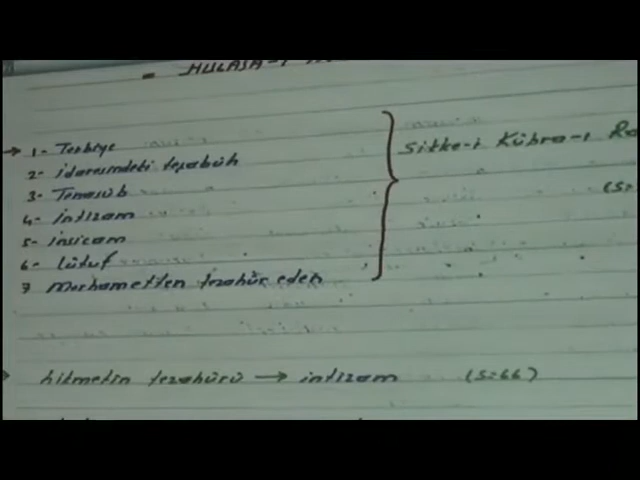 - HULASA-I
→ 1- Terbiye
2- idaresindeki teşabüh
3- Tenasüb
4- intizam
5- insicam
6- Lütuf
7 Merhametten tezahür eden
Sikke-i Kübra-ı
(S=
hikmetin tezahürü → intizam (S=66)